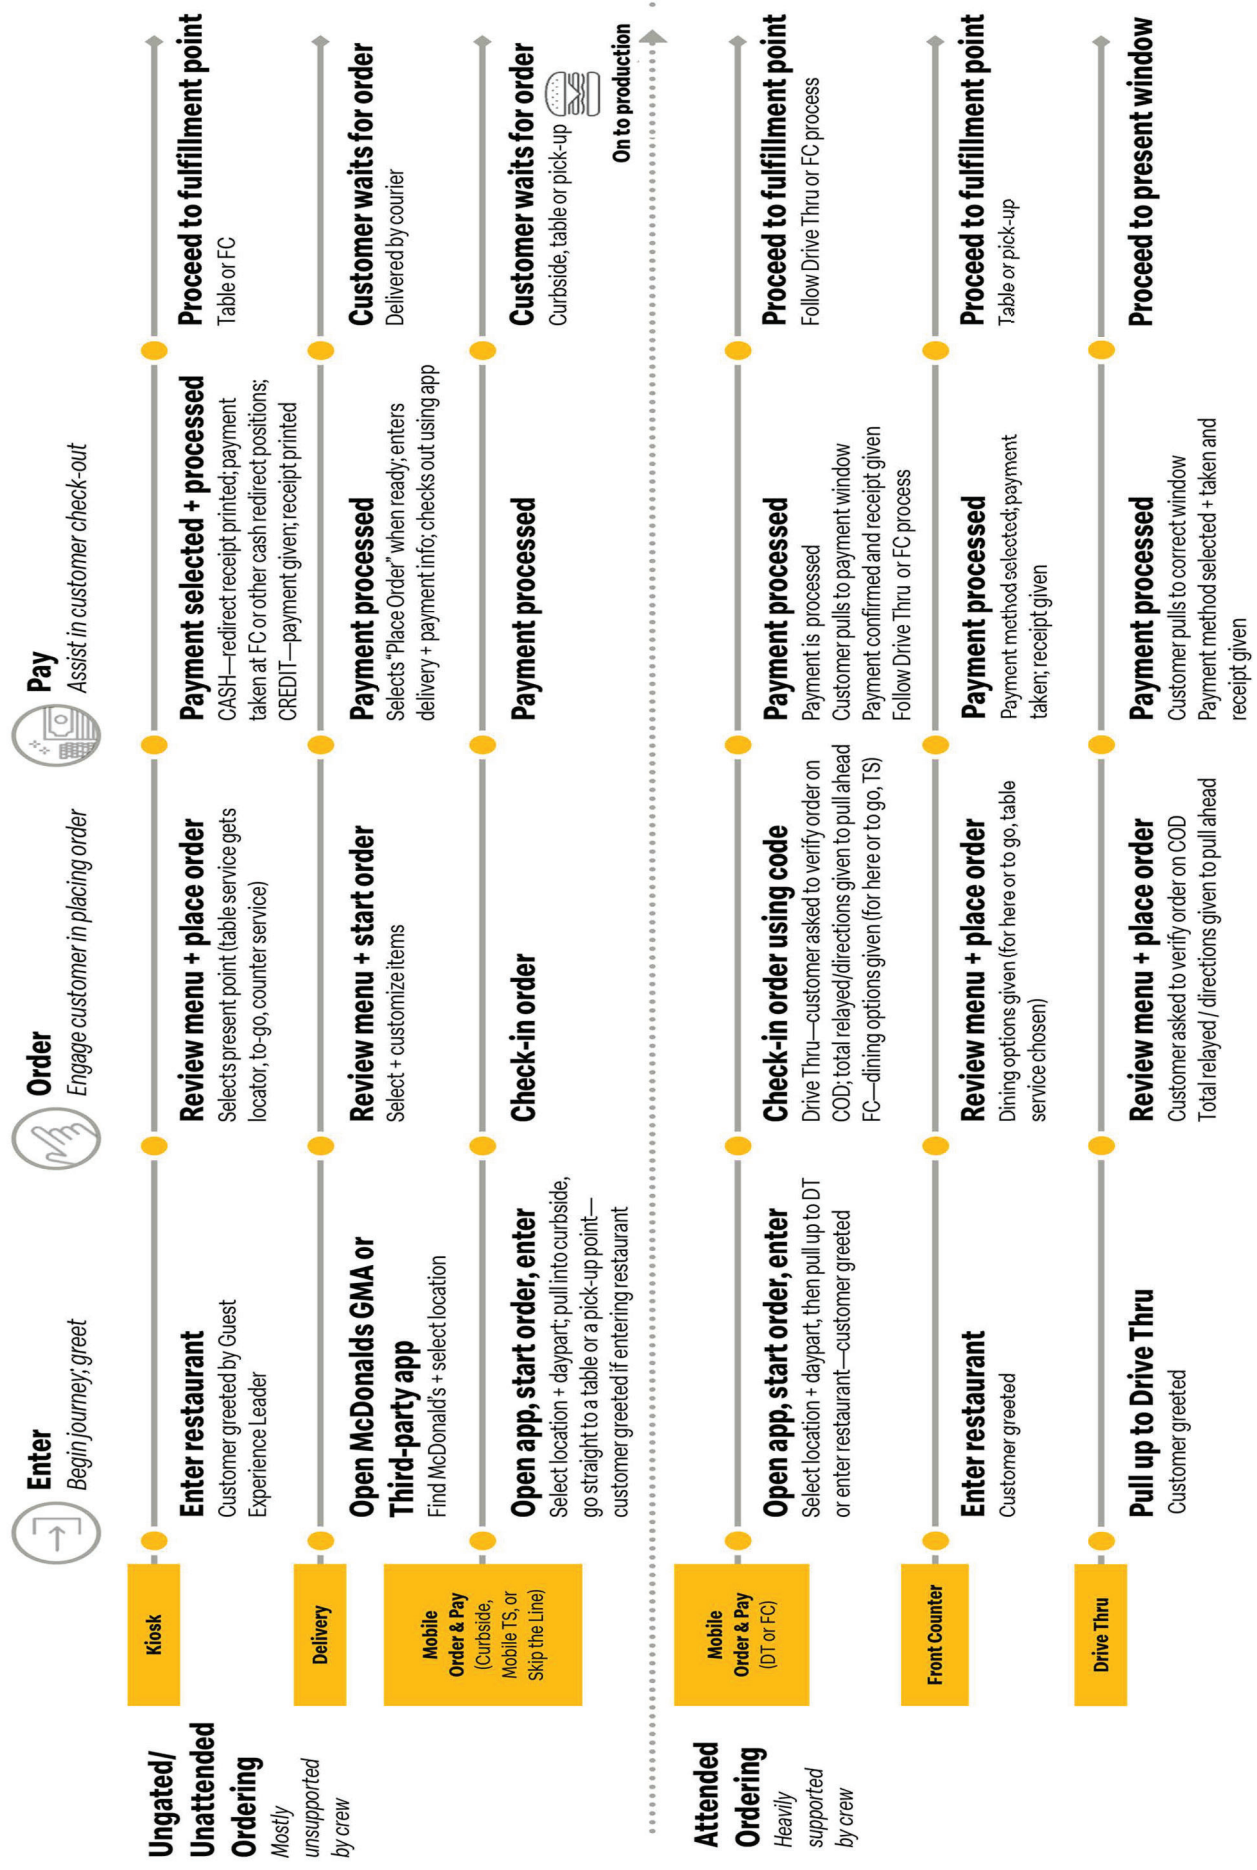 Enter
Begin journey; greet
Order
Engage customer in placing order
Pay
Assist in customer check-out
Ungated/
Unattended
Ordering
Mostly
unsupported
by crew
Kiosk
Enter restaurant
Customer greeted by Guest
Experience Leader
Review menu + place order
Selects present point (table service gets
locator, to-go, counter service)
Payment selected + processed
CASH—redirect receipt printed; payment
taken at FC or other cash redirect positions;
CREDIT—payment given; receipt printed
Proceed to fulfillment point
Table or FC
Delivery
Open McDonalds GMA or
Third-party app
Find McDonald's + select location
Review menu + start order
Select + customize items
Payment processed
Selects "Place Order" when ready; enters
delivery + payment info; checks out using app
Customer waits for order
Delivered by courier
Mobile
Order & Pay
(Curbside,
Mobile TS, or
Skip the Line)
Open app, start order, enter
Select location + daypart; pull into curbside,
go straight to a table or a pick-up point—
customer greeted if entering restaurant
Check-in order
Payment processed
Customer waits for order
Curbside, table or pick-up
On to production
Attended
Ordering
Heavily
supported
by crew
Mobile
Order & Pay
(DT or FC)
Open app, start order, enter
Select location + daypart, then pull up to DT
or enter restaurant—customer greeted
Check-in order using code
Drive Thru—customer asked to verify order on
COD; total relayed/directions given to pull ahead
FC—dining options given (for here or to go, TS)
Payment processed
Payment is processed
Customer pulls to payment window
Payment confirmed and receipt given
Follow Drive Thru or FC process
Proceed to fulfillment point
Follow Drive Thru or FC process
Front Counter
Enter restaurant
Customer greeted
Review menu + place order
Dining options given (for here or to go, table
service chosen)
Payment processed
Payment method selected; payment
taken; receipt given
Proceed to fulfillment point
Table or pick-up
Drive Thru
Pull up to Drive Thru
Customer greeted
Review menu + place order
Customer asked to verify order on COD
Total relayed / directions given to pull ahead
Payment processed
Customer pulls to correct window
Payment method selected + taken and
receipt given
Proceed to present window